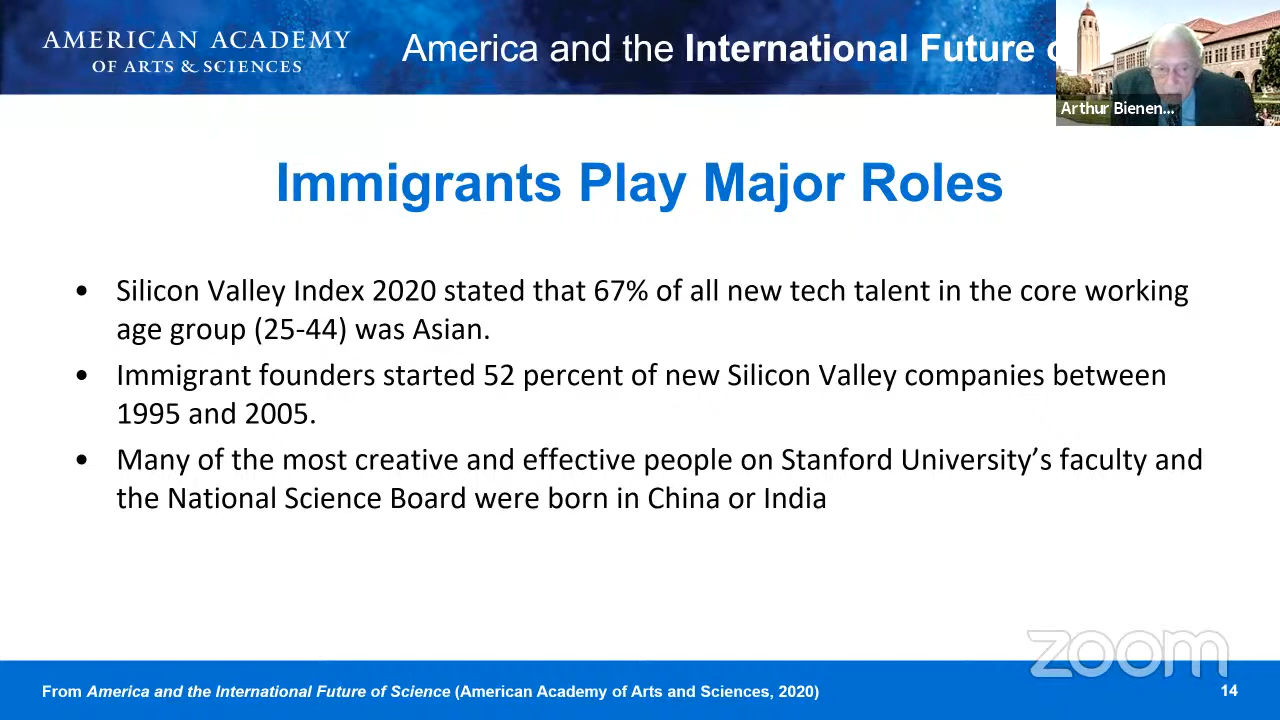 AMERICAN ACADEMY
OF ARTS & SCIENCES
America and the International Future
Arthur Bienen...
Immigrants Play Major Roles
• Silicon Valley Index 2020 stated that 67% of all new tech talent in the core working
age group (25-44) was Asian.
• Immigrant founders started 52 percent of new Silicon Valley companies between
1995 and 2005.
• Many of the most creative and effective people on Stanford University’s faculty and
the National Science Board were born in China or India
zoom
From America and the International Future of Science (American Academy of Arts and Sciences, 2020)
14